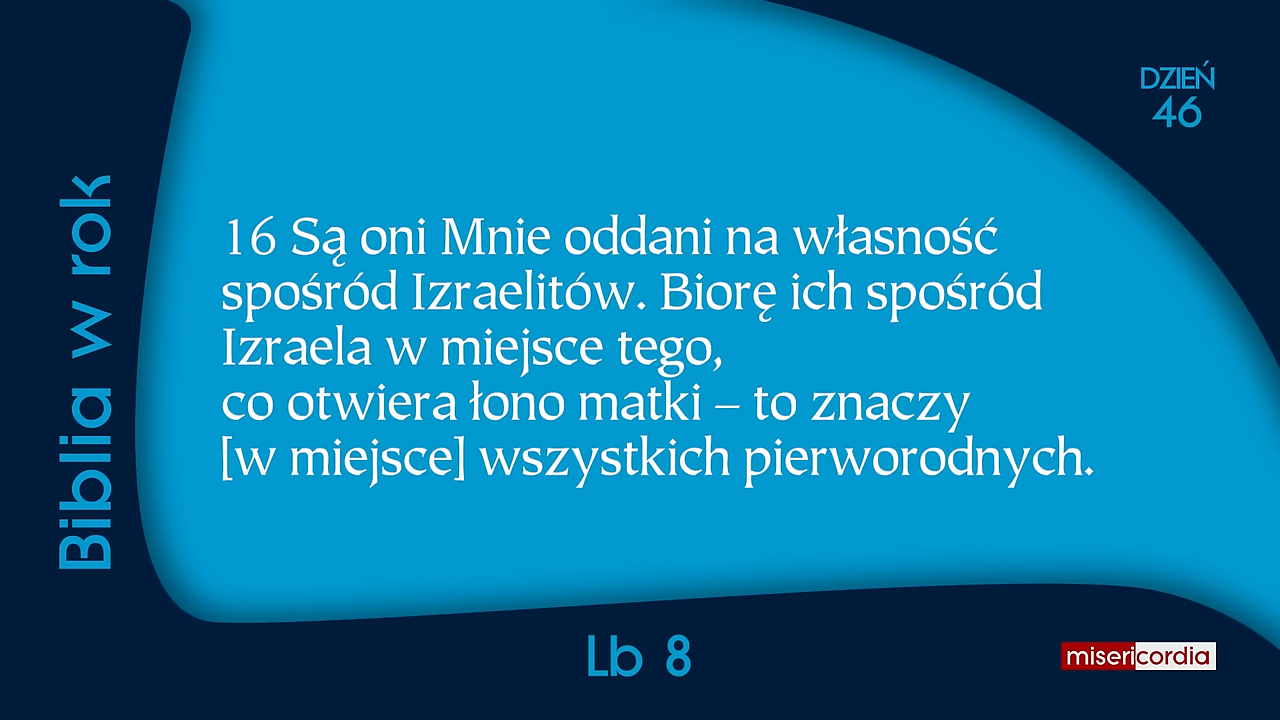 DZIEŃ
46
Biblia w rok
16 Są oni Mnie oddani na własność
spośród Izraelitów. Biorę ich spośród
Izraela w miejsce tego,
co otwiera łono matki – to znaczy
[w miejsce] wszystkich pierworodnych.
Lb 8
misericordia